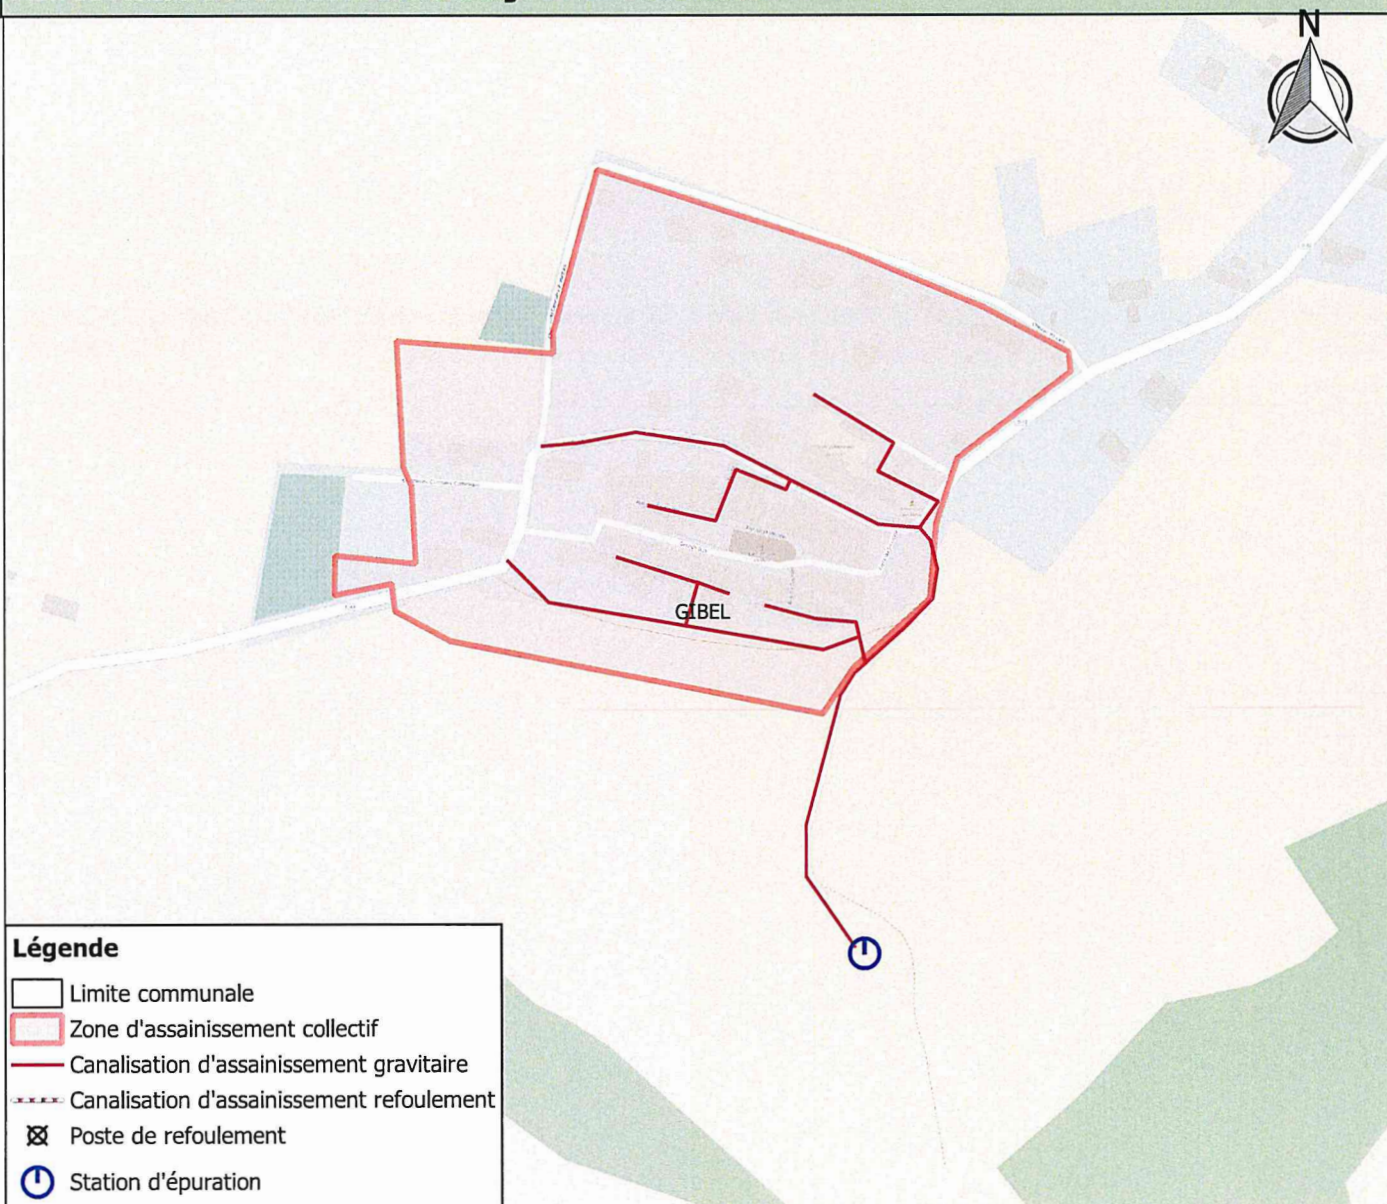 N
GIBEL
Légende
Limite communale
Zone d'assainissement collectif
Canalisation d'assainissement gravitaire
Canalisation d'assainissement refoulement
Poste de refoulement
Station d'épuration